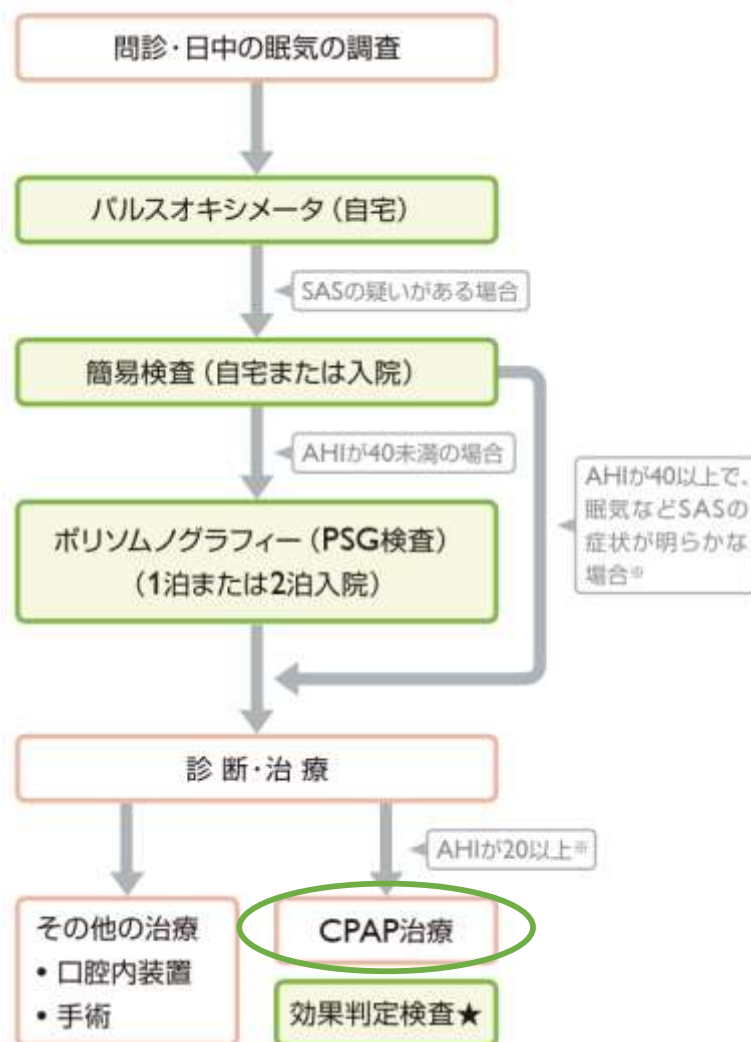 問診・日中の眠気の調査
パルスオキシメータ（自宅）
SASの疑いがある場合
簡易検査（自宅または入院）
AHIが40未満の場合
AHIが40以上で、
眠気などSASの
症状が明らかな
場合※
ポリソムノグラフィー（PSG検査）
（1泊または2泊入院）
診断・治療
AHIが20以上※
その他の治療
• 口腔内装置
• 手術
CPAP治療
効果判定検査★